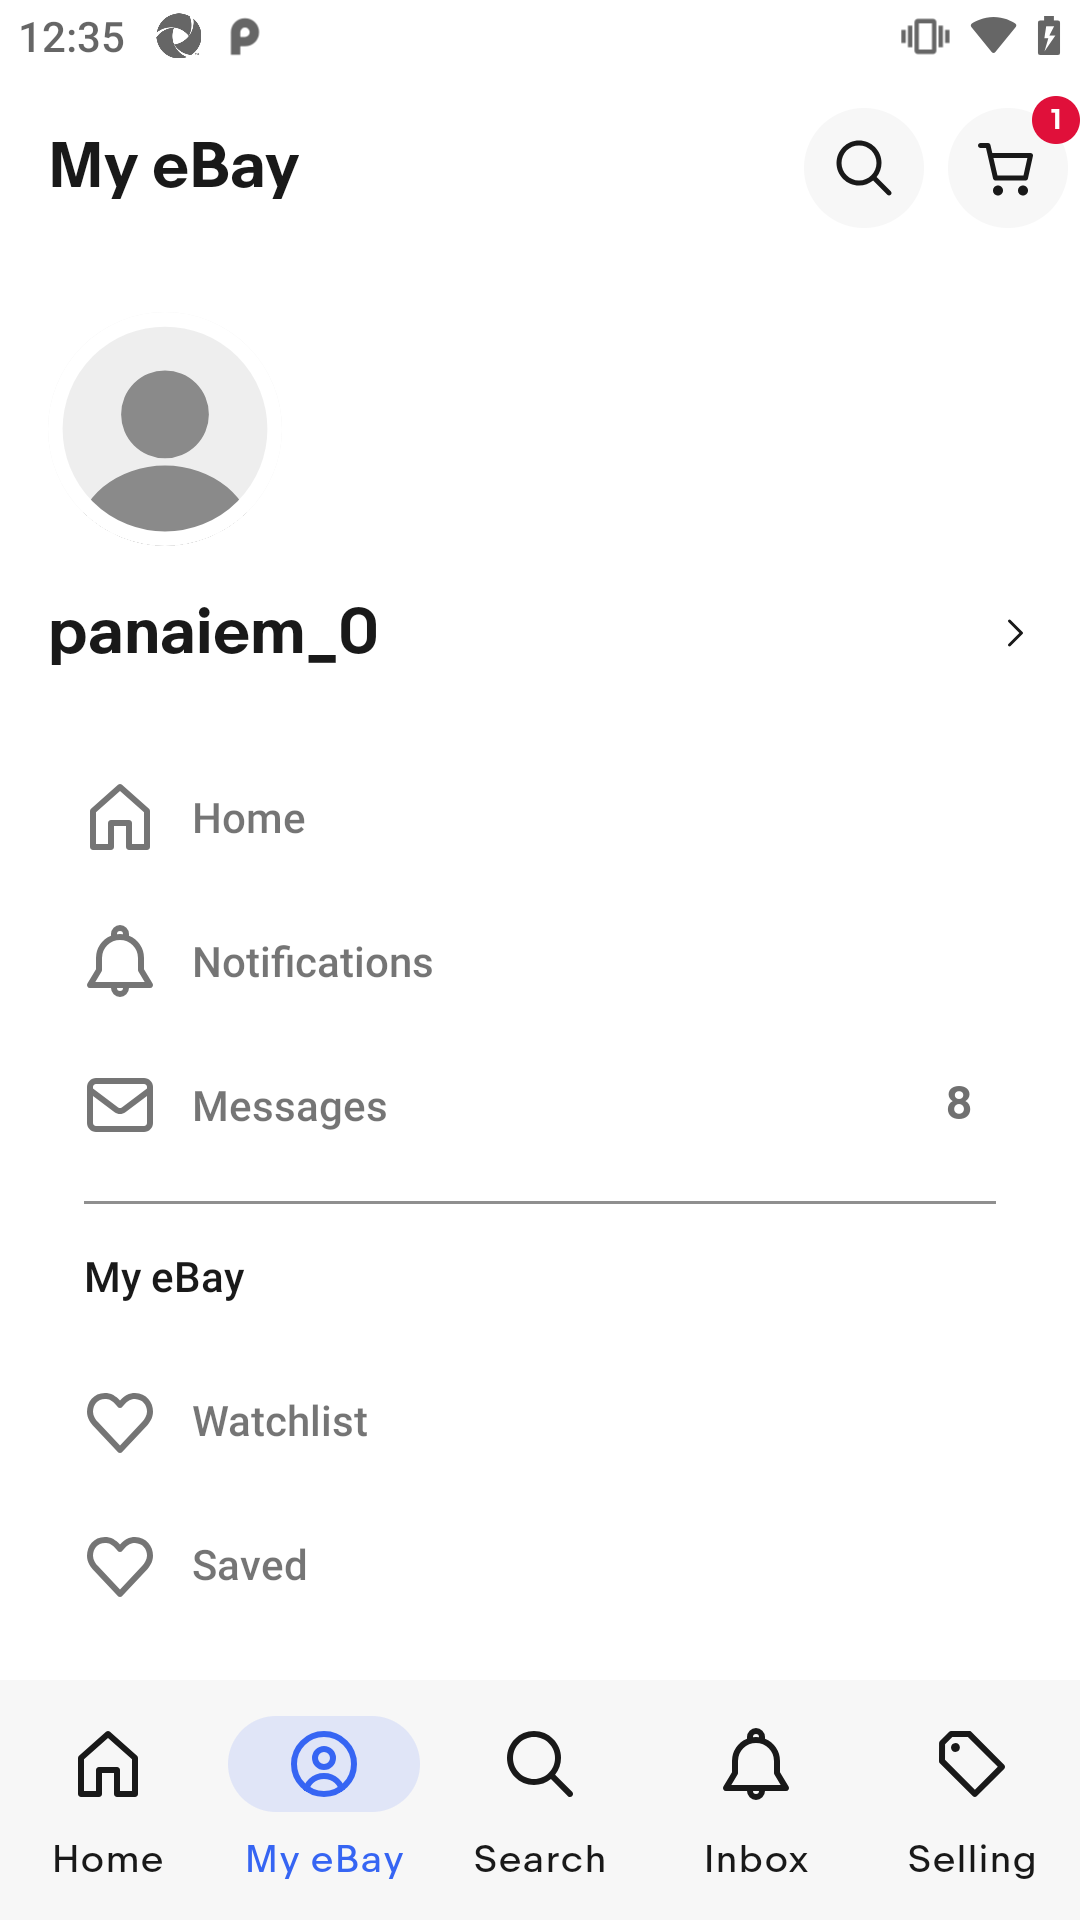 12:35
My eBay
1
panaiem_0
Home
Notifications
Messages 8
My eBay
Watchlist
Saved
Home My eBay Search Inbox Selling